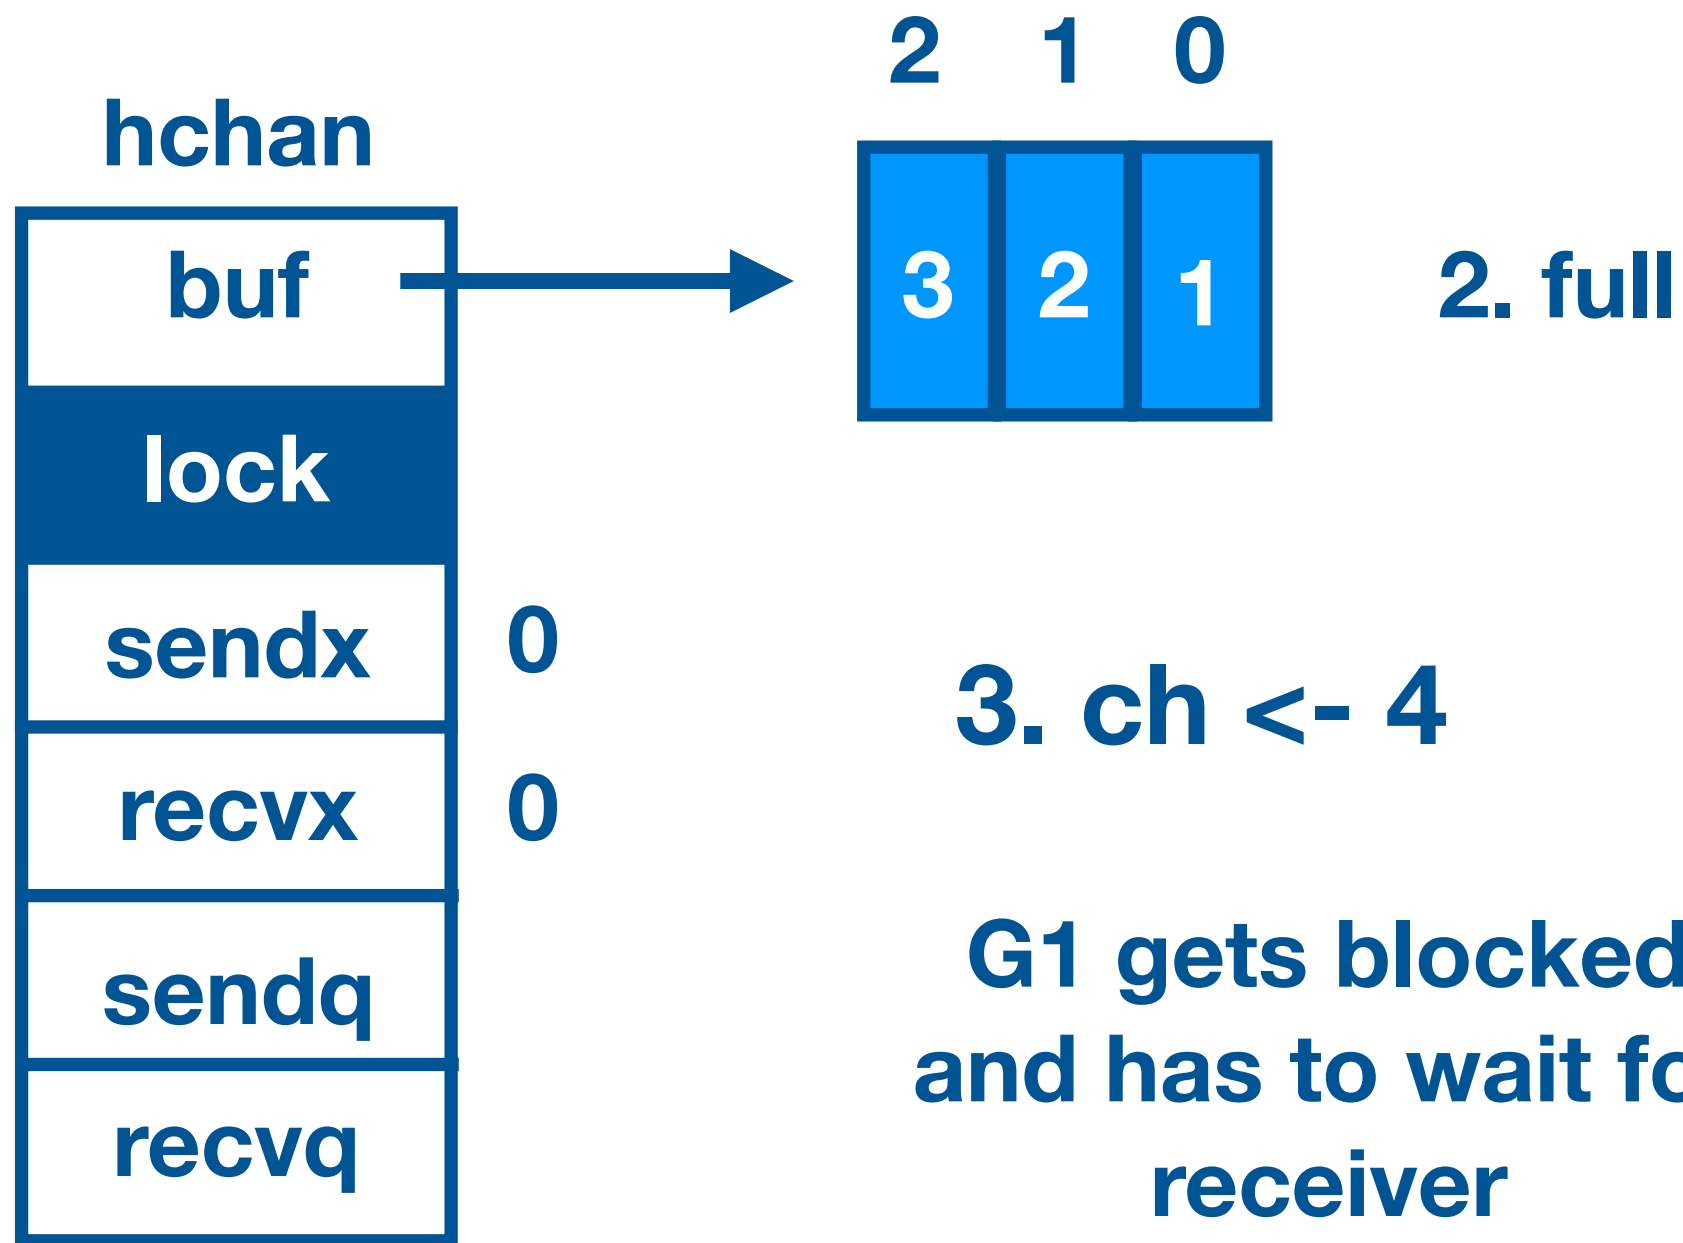 hchan
buf
lock
sendx 0
recvx 0
sendq
recvq
2 1 0
3 2 1
2. full
3. ch <- 4
G1 gets blocked
and has to wait fo
receiver